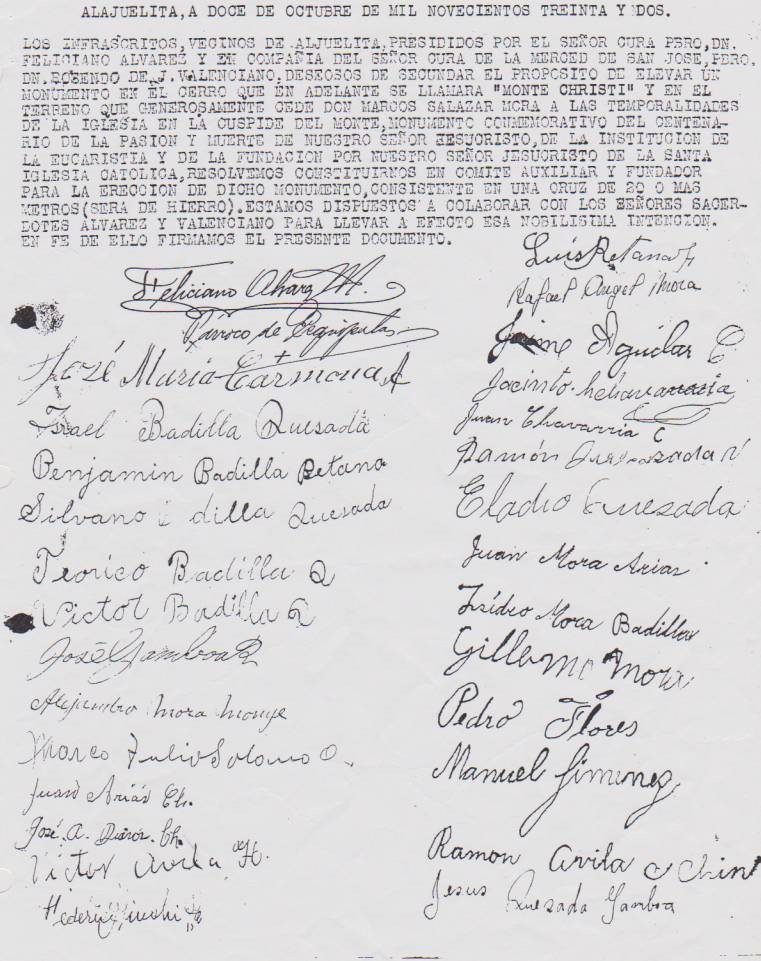 ALAJUELITA, A DOCE DE OCTUBRE DE MIL NOVECIENTOS TREINTA Y DOS.
LOS INFRASCRITOS, VECINOS DE ALJUELITA, PRESIDIDOS POR EL SEÑOR CURA PBRO, DN.
FELICIANO ALVAREZ Y EN COMPAÑIA DEL SEÑOR CURA DE LA MERCED DE SAN JOSE, PBRO.
DN. ROSENDO DE J. VALENCIANO, DESEOSOS DE SECUNDAR EL PROPOSITO DE ELEVAR UN
MONUMENTO EN EL CERRO QUE EN ADELANTE SE LLAMARA "MONTE CHRISTI" Y EN EL
TERRENO QUE GENEROSAMENTE CEDE DON MARCOS SALAZAR MORA A LAS TEMPORALIDADES
DE LA IGLESIA EN LA CUSPIDE DEL MONTE, MONUMENTO CONMEMORATIVO DEL CENTENA-
RIO DE LA PASION Y MUERTE DE NUESTRO SEÑOR JESUCRISTO, DE LA INSTITUCION DE
LA EUCARISTIA Y DE LA FUNDACION POR NUESTRO SEÑOR JESUCRISTO DE LA SANTA
IGLESIA CATOLICA, RESOLVEMOS CONSTITUIRNOS EN COMITE AUXILIAR Y FUNDADOR
PARA LA ERECCION DE DICHO MONUMENTO, CONSISTENTE EN UNA CRUZ DE 20 O MAS
METROS (SERA DE HIERRO). ESTAMOS DISPUESTOS A COLABORAR CON LOS SEÑORES SACER-
DOTES ALVAREZ Y VALENCIANO PARA LLEVAR A EFECTO ESA NOBILISIMA INTENCION.
EN FE DE ELLO FIRMAMOS EL PRESENTE DOCUMENTO.
Feliciano Alvarz M.
Párroco de
José María Carmona A
Israel Badilla Quesada
Benjamin Badilla Retana
Silvano dilla Quesada
Teorico Badilla Q
Victor Badilla Q
José Gamboa R
Alejandro Mora Monge
Marco Tulio Solano O.
Juan Arias Ch.
José. A. Ch.
Victor Avila H.
Luis Retana F
Rafael Angel Mora
Jaime Aguilar C
Jacinto
Juan Chavarria C
Ramón
Eladio Quesada
Juan Mora Arias
Isidro Mora Badilla
Gillermo Mora
Pedro Flores
Manuel Jimenez
Ramon Avila
Jesus Quesada Gamboa